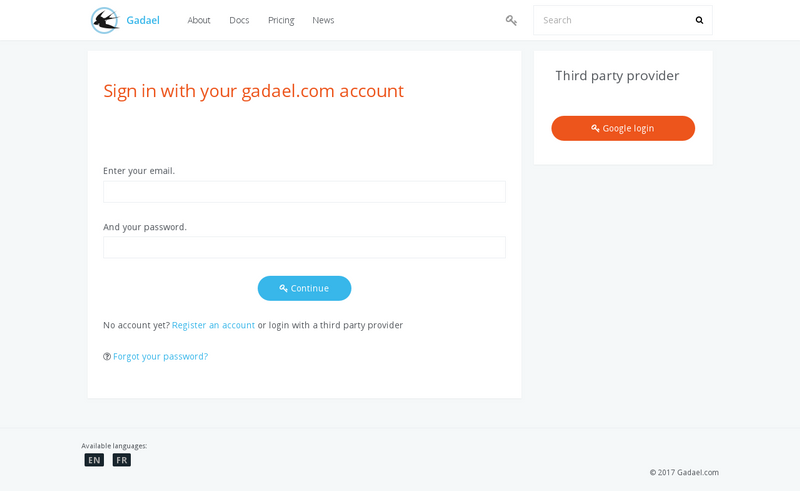 Gadael
About
Docs
Pricing
News
Search
Sign in with your gadael.com account
Enter your email.
And your password.
Continue
No account yet? Register an account or login with a third party provider
Forgot your password?
Third party provider
Google login
Available languages:
EN FR
© 2017 Gadael.com